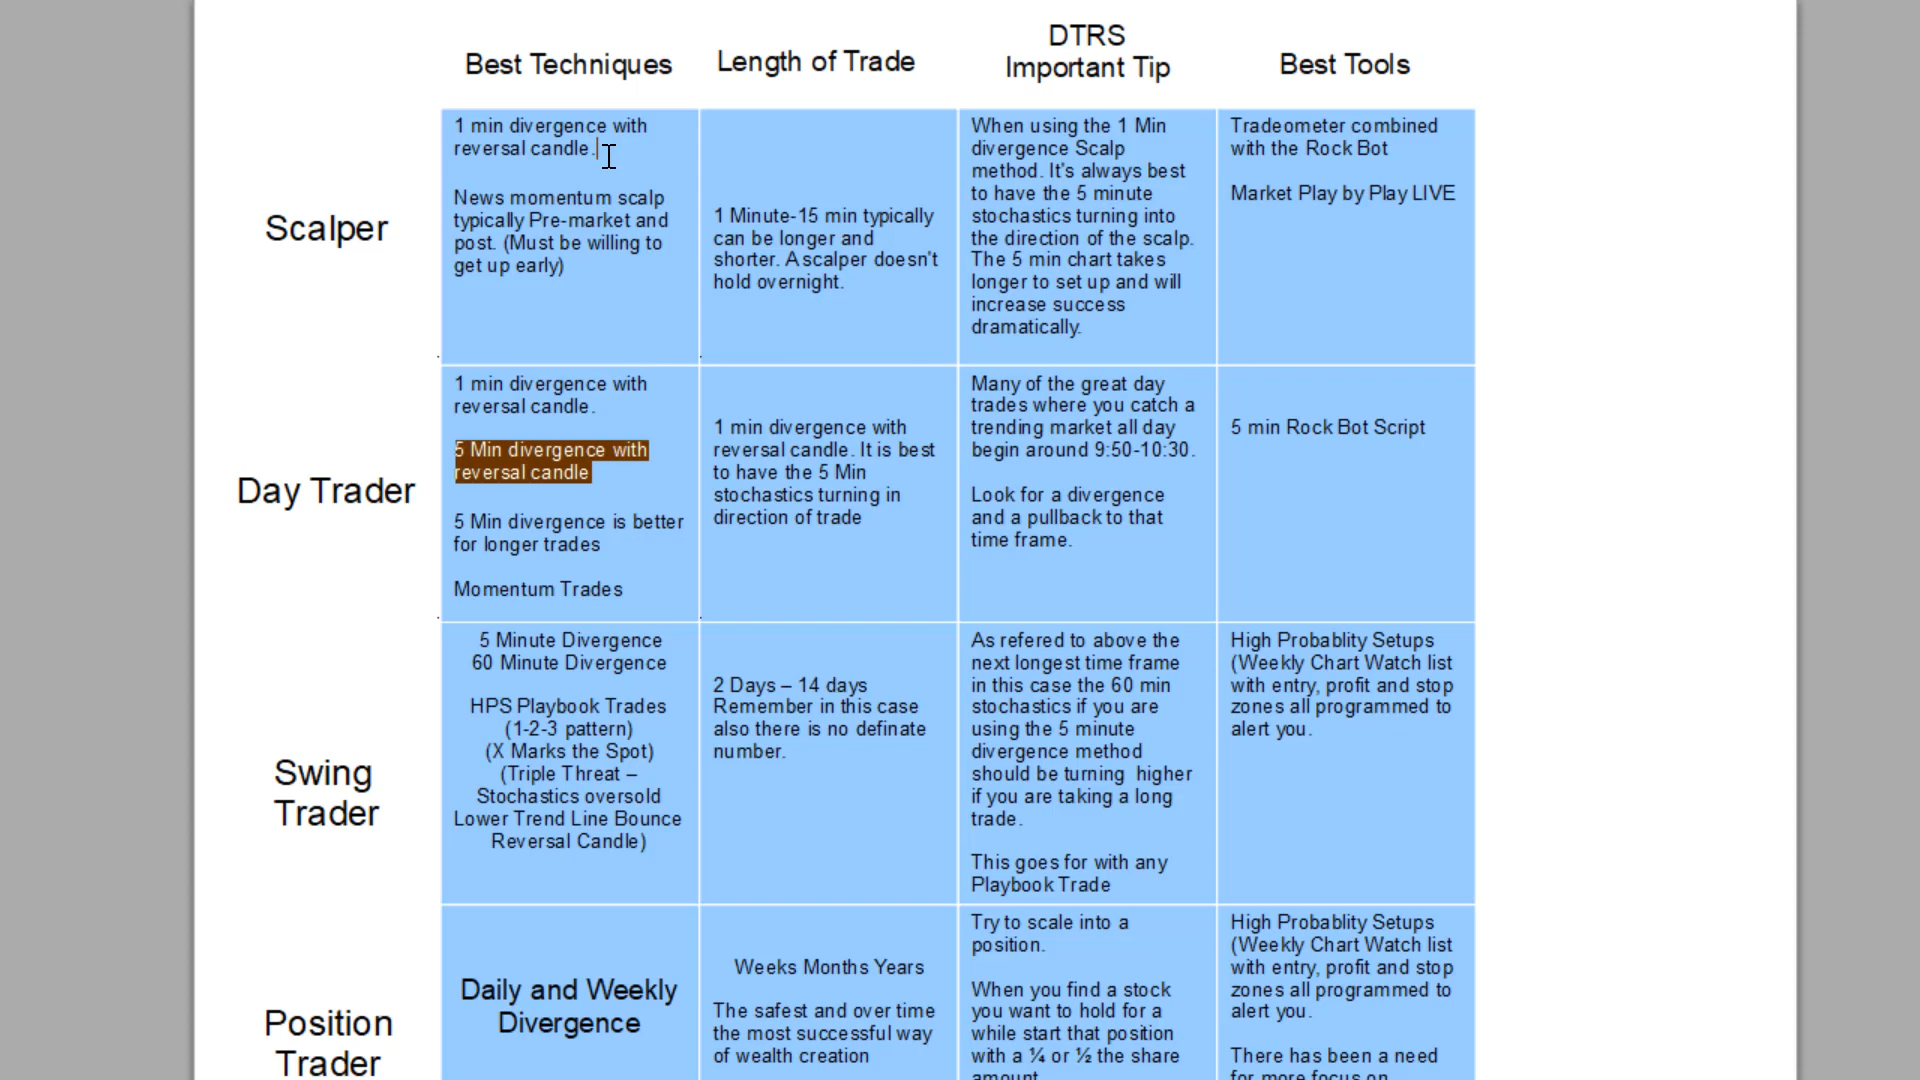 Best Techniques
Length of Trade
DTRS
Important Tip
Best Tools
Scalper
1 min divergence with
reversal candle.
News momentum scalp
typically Pre-market and
post. (Must be willing to
get up early)
1 Minute-15 min typically
can be longer and
shorter. A scalper doesn't
hold overnight.
When using the 1 Min
divergence Scalp
method. It's always best
to have the 5 minute
stochastics turning into
the direction of the scalp.
The 5 min chart takes
longer to set up and will
increase success
dramatically.
Tradeometer combined
with the Rock Bot
Market Play by Play LIVE
Day Trader
1 min divergence with
reversal candle.
5 Min divergence with
reversal candle
5 Min divergence is better
for longer trades
Momentum Trades
1 min divergence with
reversal candle. It is best
to have the 5 Min
stochastics turning in
direction of trade
Many of the great day
trades where you catch a
trending market all day
begin around 9:50-10:30.
Look for a divergence
and a pullback to that
time frame.
5 min Rock Bot Script
Swing
Trader
5 Minute Divergence
60 Minute Divergence
HPS Playbook Trades
(1-2-3 pattern)
(X Marks the Spot)
(Triple Threat –
Stochastics oversold
Lower Trend Line Bounce
Reversal Candle)
2 Days – 14 days
Remember in this case
also there is no definate
number.
As refered to above the
next longest time frame
in this case the 60 min
stochastics if you are
using the 5 minute
divergence method
should be turning higher
if you are taking a long
trade.
This goes for with any
Playbook Trade
High Probablity Setups
(Weekly Chart Watch list
with entry, profit and stop
zones all programmed to
alert you.
Position
Trader
Daily and Weekly
Divergence
Weeks Months Years
The safest and over time
the most successful way
of wealth creation
Try to scale into a
position.
When you find a stock
you want to hold for a
while start that position
with a ¼ or ½ the share
amount
High Probablity Setups
(Weekly Chart Watch list
with entry, profit and stop
zones all programmed to
alert you.
There has been a need
for more focus on